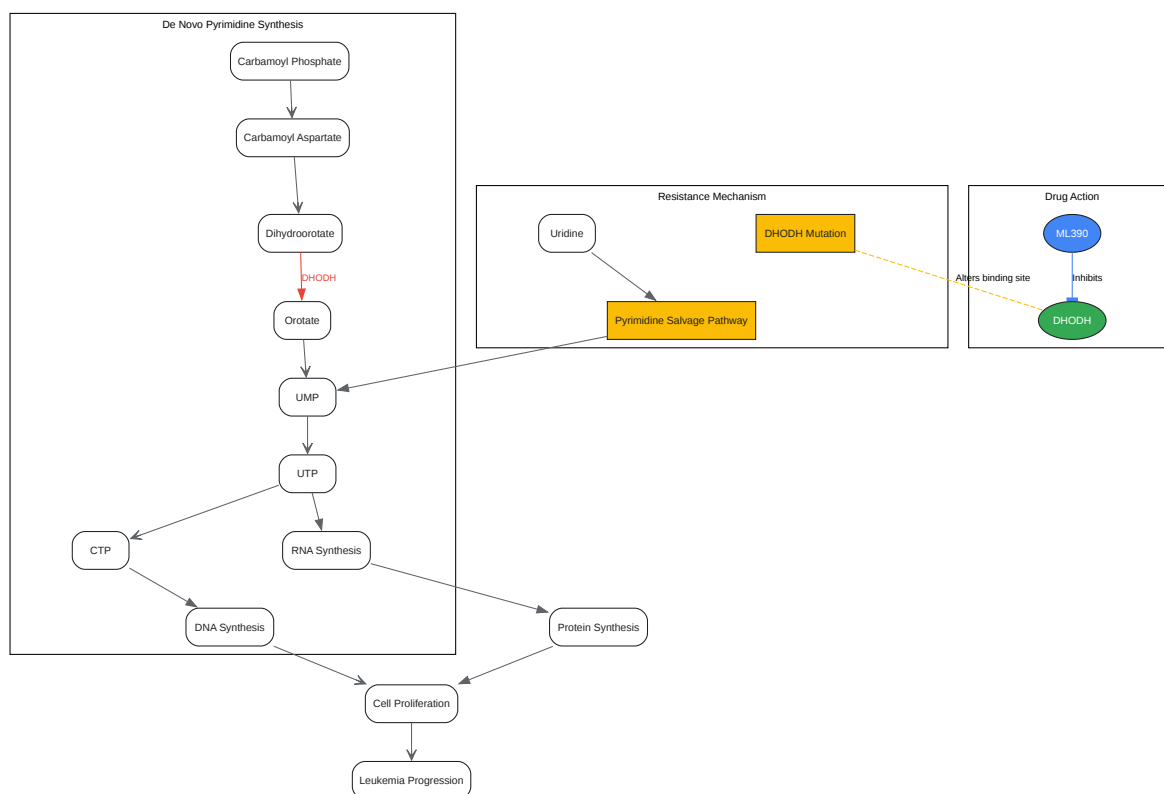 De Novo Pyrimidine Synthesis
Carbamoyl Phosphate
Carbamoyl Aspartate
Dihydroorotate
DHODH
Orotate
UMP
UTP
CTP
RNA Synthesis
DNA Synthesis
Protein Synthesis
Cell Proliferation
Leukemia Progression
Resistance Mechanism
Uridine
DHODH Mutation
Pyrimidine Salvage Pathway
Alters binding site
Drug Action
ML390
Inhibits
DHODH